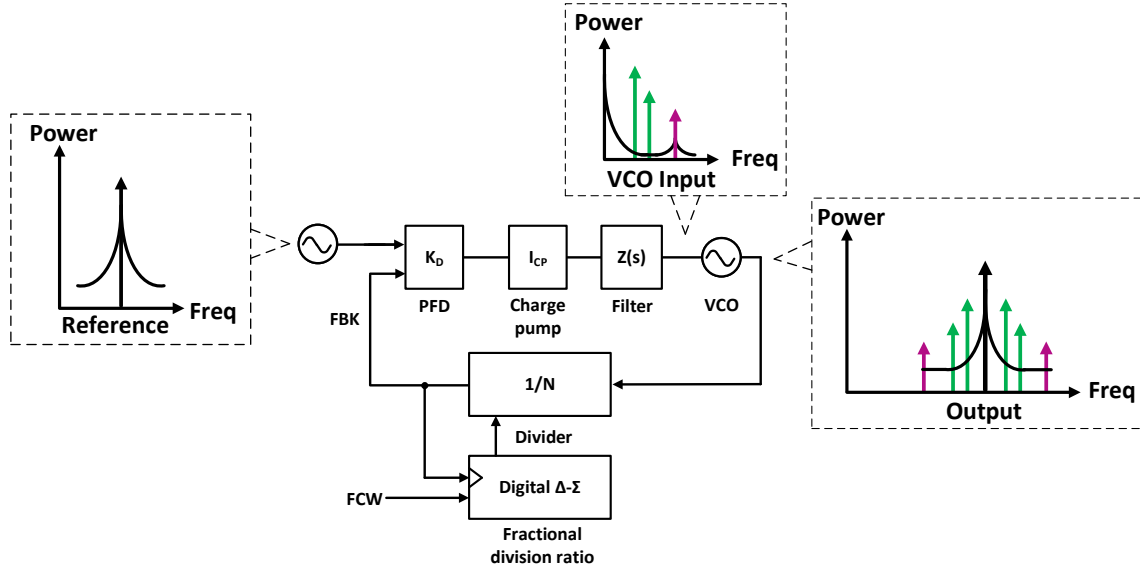 Power
Freq
VCO Input
Power
Freq
Reference
Power
Freq
Output
K_D
I_CP
Z(s)
PFD
Charge
pump
Filter
VCO
FBK
1/N
Divider
Digital Δ-Σ
FCW
Fractional
division ratio